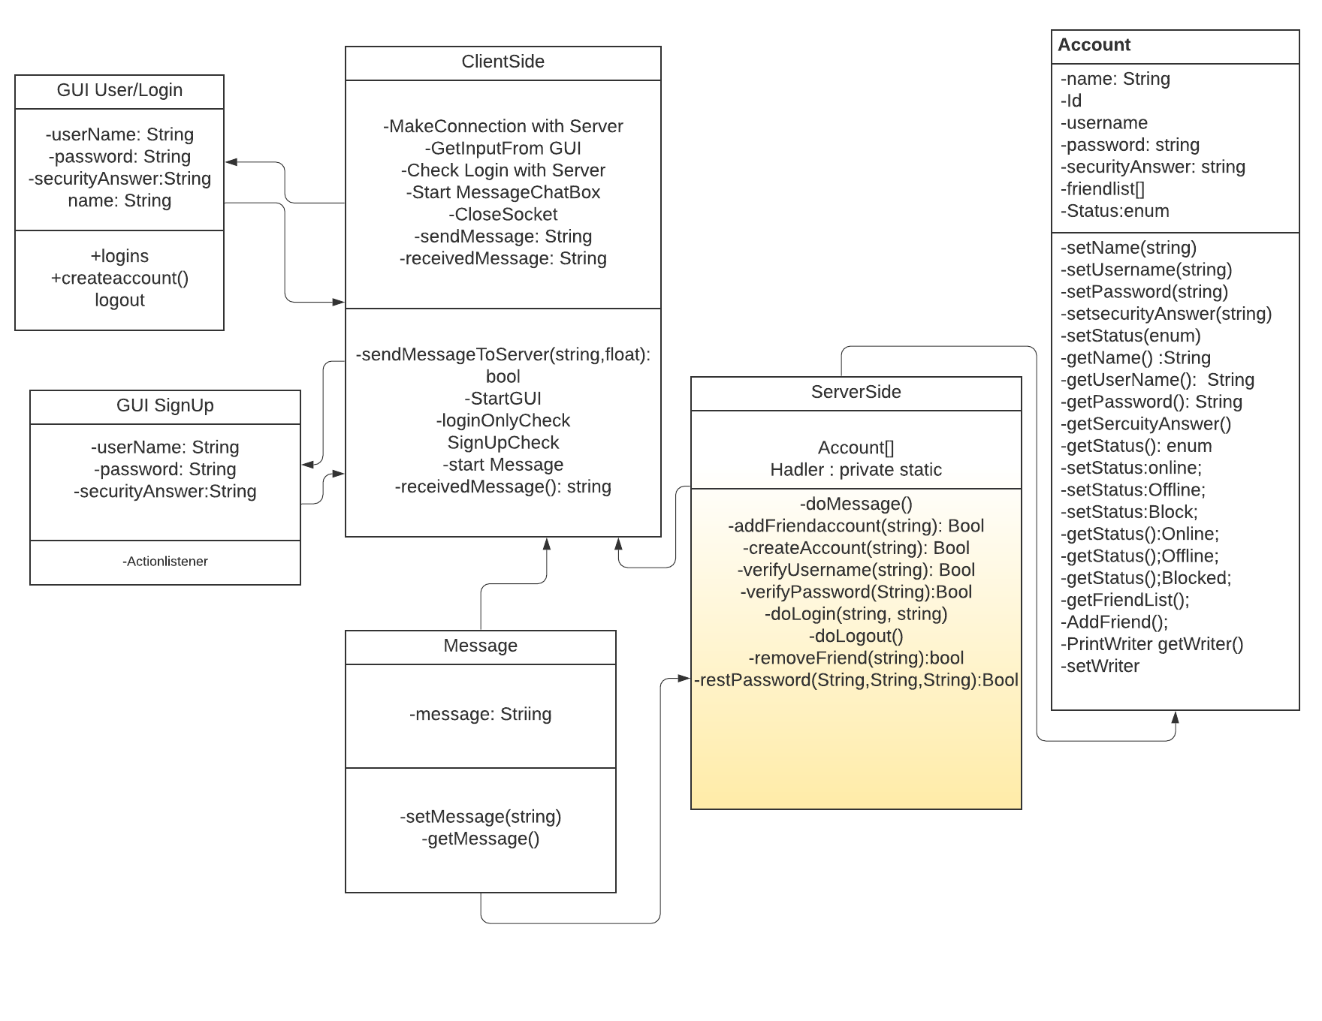 GUI User/Login
-userName: String
-password: String
-securityAnswer:String
name: String
+logins
+createaccount()
logout
GUI SignUp
-userName: String
-password: String
-securityAnswer:String
-Actionlistener
ClientSide
-MakeConnection with Server
-GetInputFrom GUI
-Check Login with Server
-Start MessageChatBox
-CloseSocket
-sendMessage: String
-receivedMessage: String
-sendMessageToServer(string,float):
bool
-StartGUI
-loginOnlyCheck
SignUpCheck
-start Message
-receivedMessage(): string
Message
-message: Striing
-setMessage(string)
-getMessage()
ServerSide
Account[]
Hadler : private static
-doMessage()
-addFriendaccount(string): Bool
-createAccount(string): Bool
-verifyUsername(string): Bool
-verifyPassword(String):Bool
-doLogin(string, string)
-doLogout()
-removeFriend(string):bool
-restPassword(String,String,String):Bool
Account
-name: String
-Id
-username
-password: string
-securityAnswer: string
-friendlist[]
-Status:enum
-setName(string)
-setUsername(string)
-setPassword(string)
-setsecurityAnswer(string)
-setStatus(enum)
-getName() :String
-getUserName():  String
-getPassword(): String
-getSercuityAnswer()
-getStatus(): enum
-setStatus:online;
-setStatus:Offline;
-setStatus:Block;
-getStatus():Online;
-getStatus();Offline;
-getStatus();Blocked;
-getFriendList();
-AddFriend();
-PrintWriter getWriter()
-setWriter